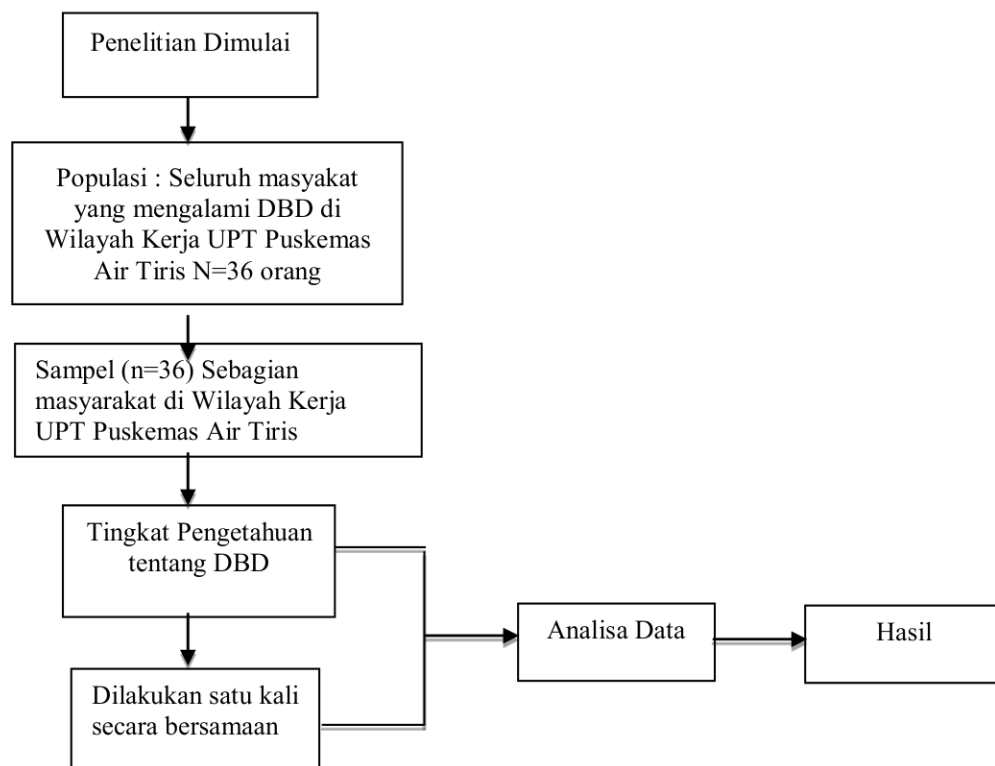 Penelitian Dimulai
Populasi : Seluruh masyakat
yang mengalami DBD di
Wilayah Kerja UPT Puskemas
Air Tiris N=36 orang
Sampel (n=36) Sebagian
masyarakat di Wilayah Kerja
UPT Puskemas Air Tiris
Tingkat Pengetahuan
tentang DBD
Dilakukan satu kali
secara bersamaan
Analisa Data
Hasil